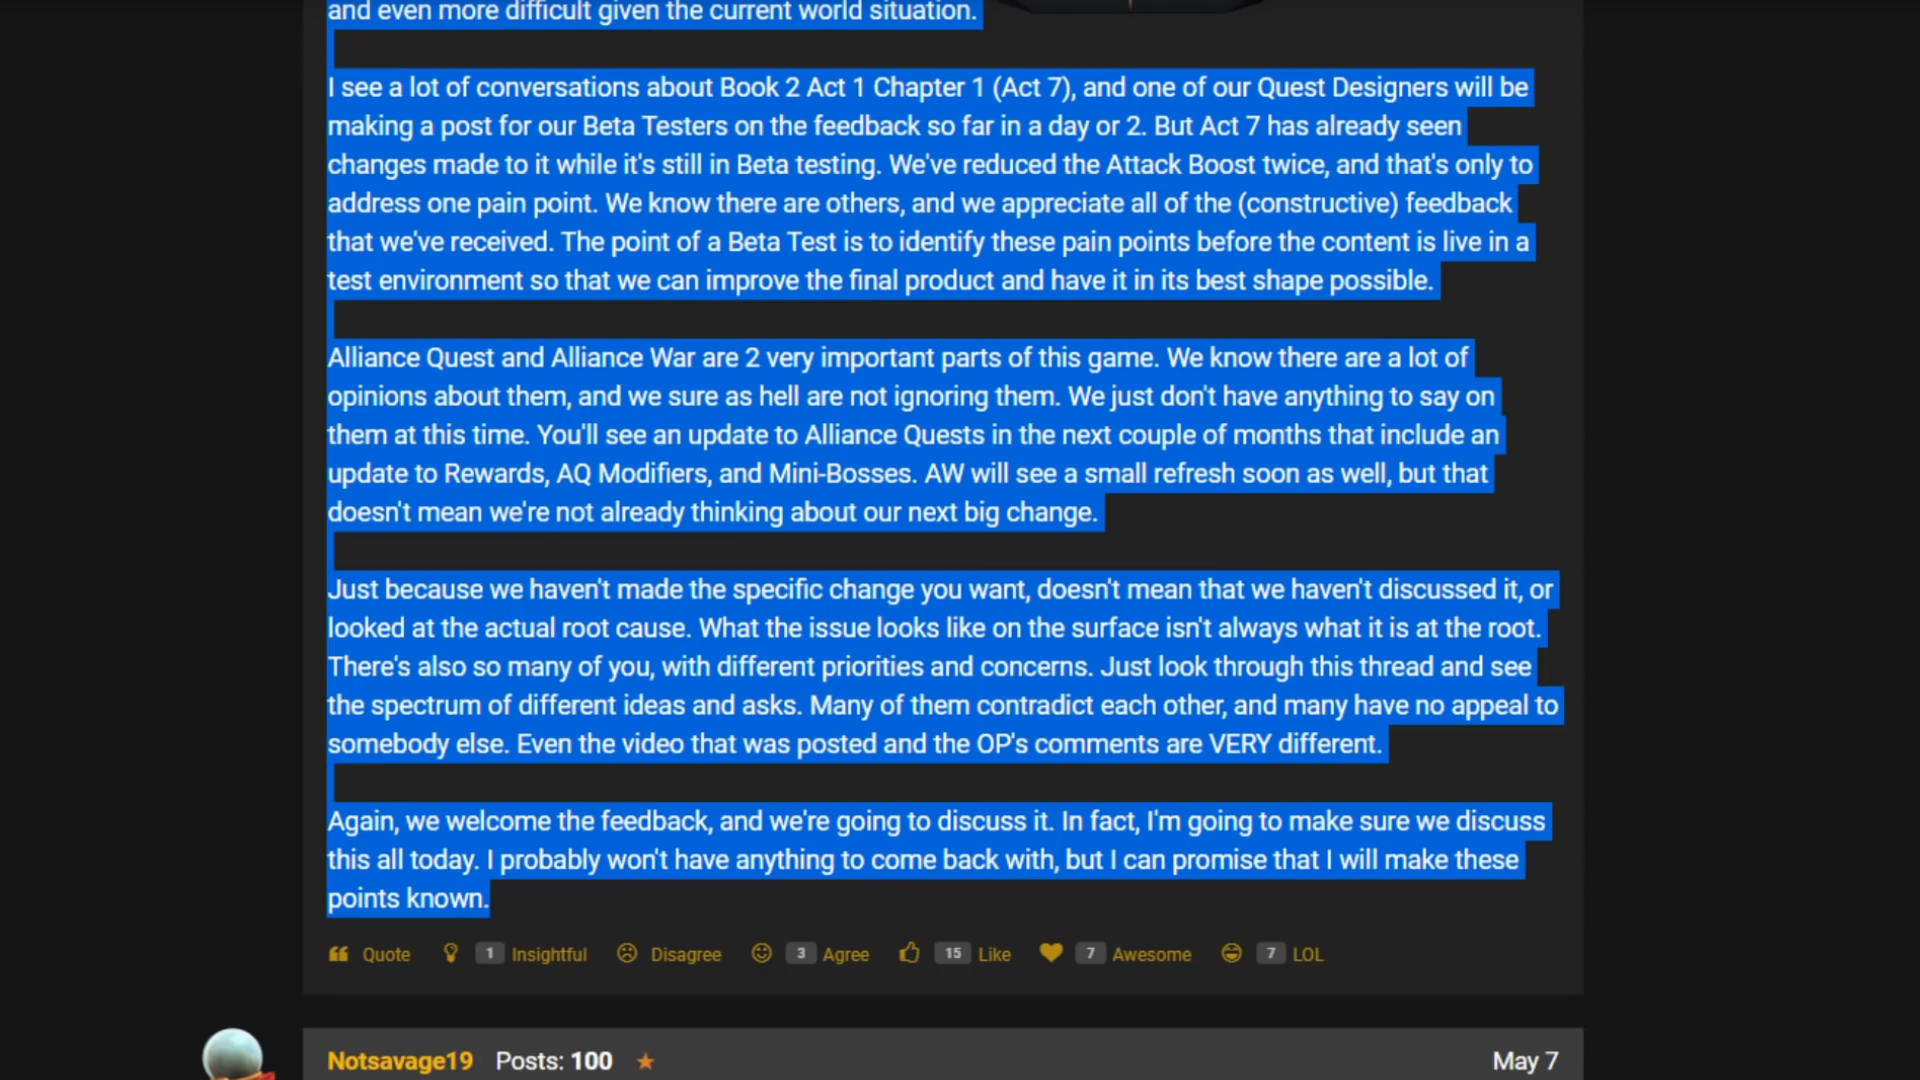 and even more difficult given the current world situation.
I see a lot of conversations about Book 2 Act 1 Chapter 1 (Act 7), and one of our Quest Designers will be
making a post for our Beta Testers on the feedback so far in a day or 2. But Act 7 has already seen
changes made to it while it's still in Beta testing. We've reduced the Attack Boost twice, and that's only to
address one pain point. We know there are others, and we appreciate all of the (constructive) feedback
that we've received. The point of a Beta Test is to identify these pain points before the content is live in a
test environment so that we can improve the final product and have it in its best shape possible.
Alliance Quest and Alliance War are 2 very important parts of this game. We know there are a lot of
opinions about them, and we sure as hell are not ignoring them. We just don't have anything to say on
them at this time. You'll see an update to Alliance Quests in the next couple of months that include an
update to Rewards, AQ Modifiers, and Mini-Bosses. AW will see a small refresh soon as well, but that
doesn't mean we're not already thinking about our next big change.
Just because we haven't made the specific change you want, doesn't mean that we haven't discussed it, or
looked at the actual root cause. What the issue looks like on the surface isn't always what it is at the root.
There's also so many of you, with different priorities and concerns. Just look through this thread and see
the spectrum of different ideas and asks. Many of them contradict each other, and many have no appeal to
somebody else. Even the video that was posted and the OP's comments are VERY different.
Again, we welcome the feedback, and we're going to discuss it. In fact, I'm going to make sure we discuss
this all today. I probably won't have anything to come back with, but I can promise that I will make these
points known.
Quote 1 Insightful Disagree 3 Agree 15 Like 7 Awesome 7 LOL
Notsavage19 Posts: 100 ★ May 7